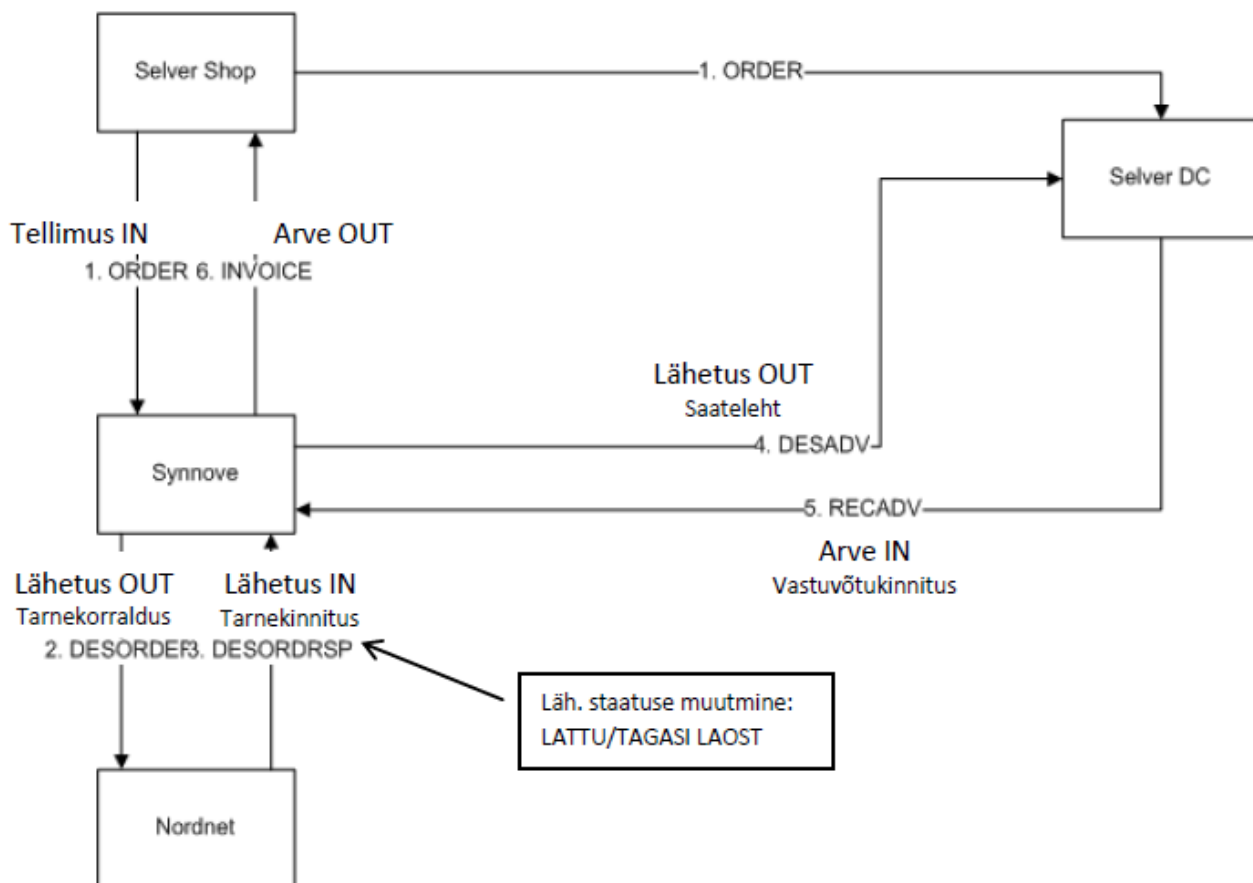 Selver Shop
1. ORDER
Selver DC
Tellimus IN
Arve OUT
1. ORDER
6. INVOICE
Lähetus OUT
Saateleht
4. DESADV
Synnove
5. RECADV
Arve IN
Vastuvõtukinnitus
Lähetus OUT
Tarnekorraldus
Lähetus IN
Tarnekinnitus
2. DESORDER
3. DESORDRSP
Läh. staatuse muutmine:
LATTU/TAGASI LAOST
Nordnet